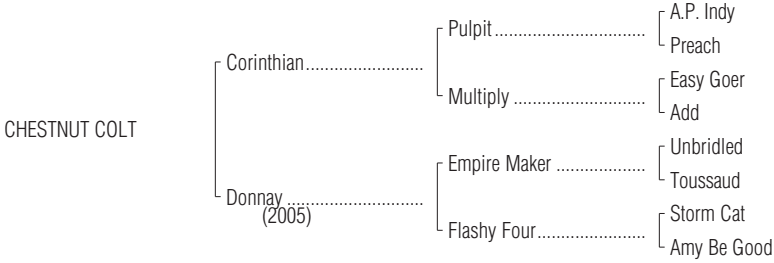 A.P. Indy
Pulpit................................
Preach
Corinthian.........................
Easy Goer
Multiply ............................
Add
CHESTNUT COLT
Unbridled
Empire Maker ...................
Toussaud
Donnay .............................
(2005)
Storm Cat
Flashy Four.......................
Amy Be Good